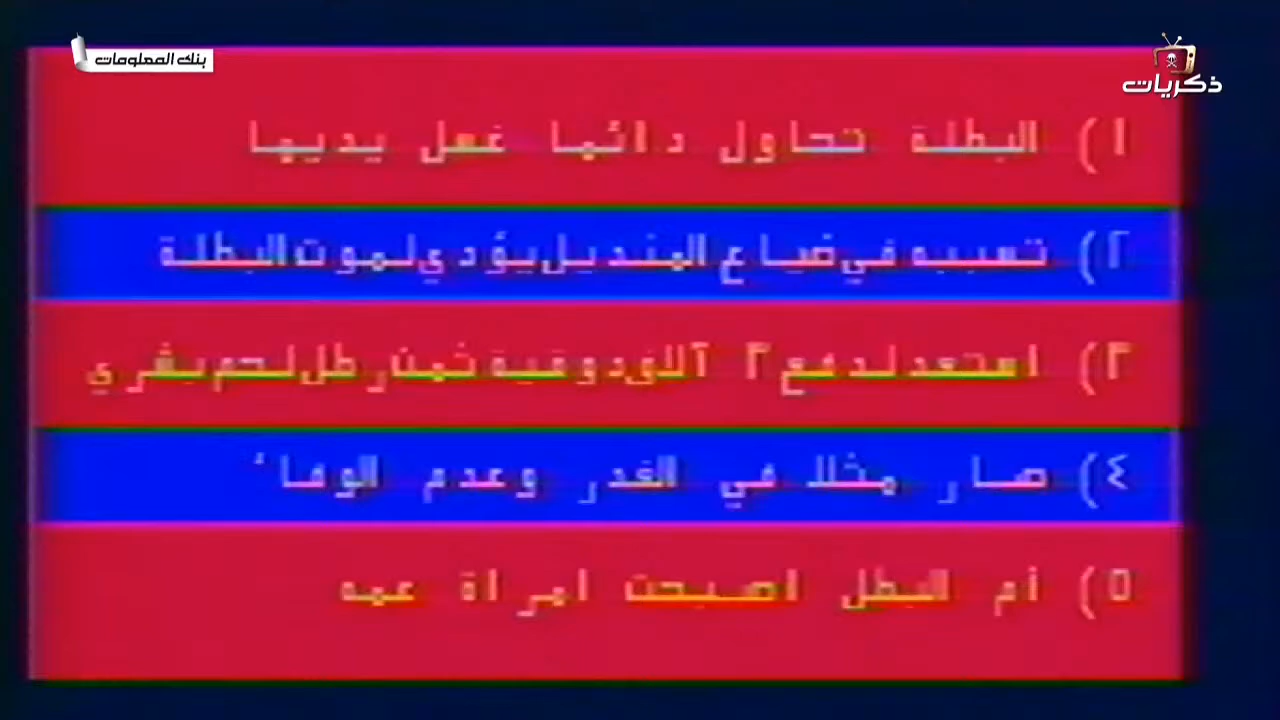 بنك المعلومات
ذكريات
١) البطلة تحاول دائما غسل يديها
٢) تسببه في ضياع المنديل يؤدي لموت البطلة
٣) استعد لدفع ٣ آلاف دوقية ثمن رطل لحم بشري
٤) صار مثلا في الغدر وعدم الوفاء
٥) أم البطل اصبحت امرأة عمه